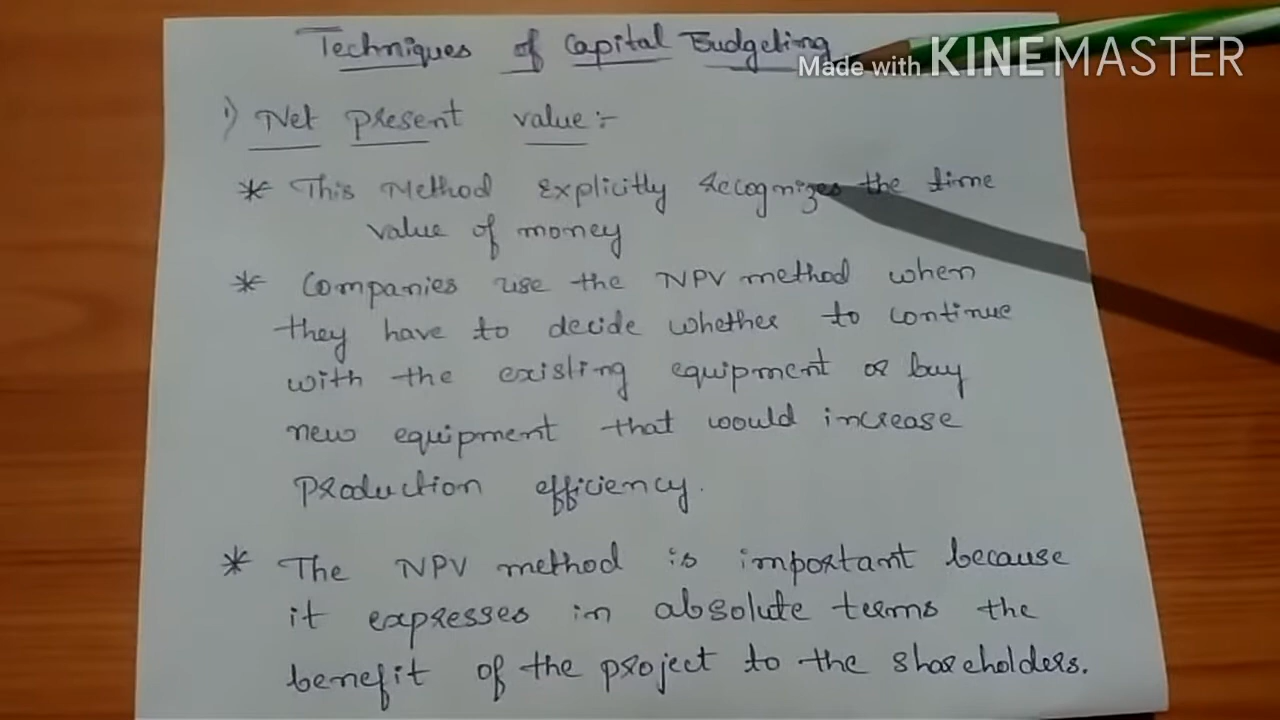 Techniques of Capital Budgeting
Made with KINEMASTER
i) Net present value :-
* This Method explicitly recognizes the time
value of money
* Companies use the NPV method when
they have to decide whether to continue
with the existing equipment or buy
new equipment that would increase
production efficiency.
* The NPV method is important because
it expresses in absolute terms the
benefit of the project to the shareholders.